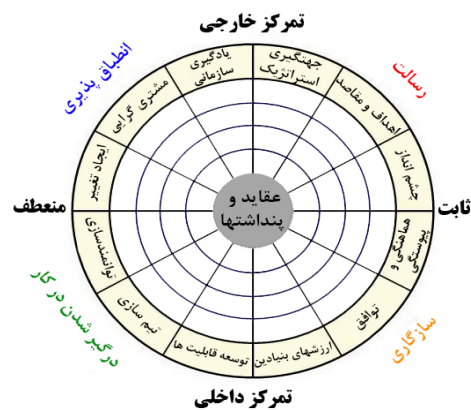 تمرکز خارجی
انطباق پذیری
رسالت
یادگیری
سازمانی
جهتگیری
استراتژیک
مشتری گرایی
اهداف و مقاصد
ایجاد تغییر
چشم انداز
عقاید و
پنداشتها
منعطف
ثابت
توانمندسازی
هماهنگی و
پیوستگی
تیم سازی
توافق
توسعه قابلیت ها
ارزشهای بنیادین
درگیر شدن در کار
سازگاری
تمرکز داخلی